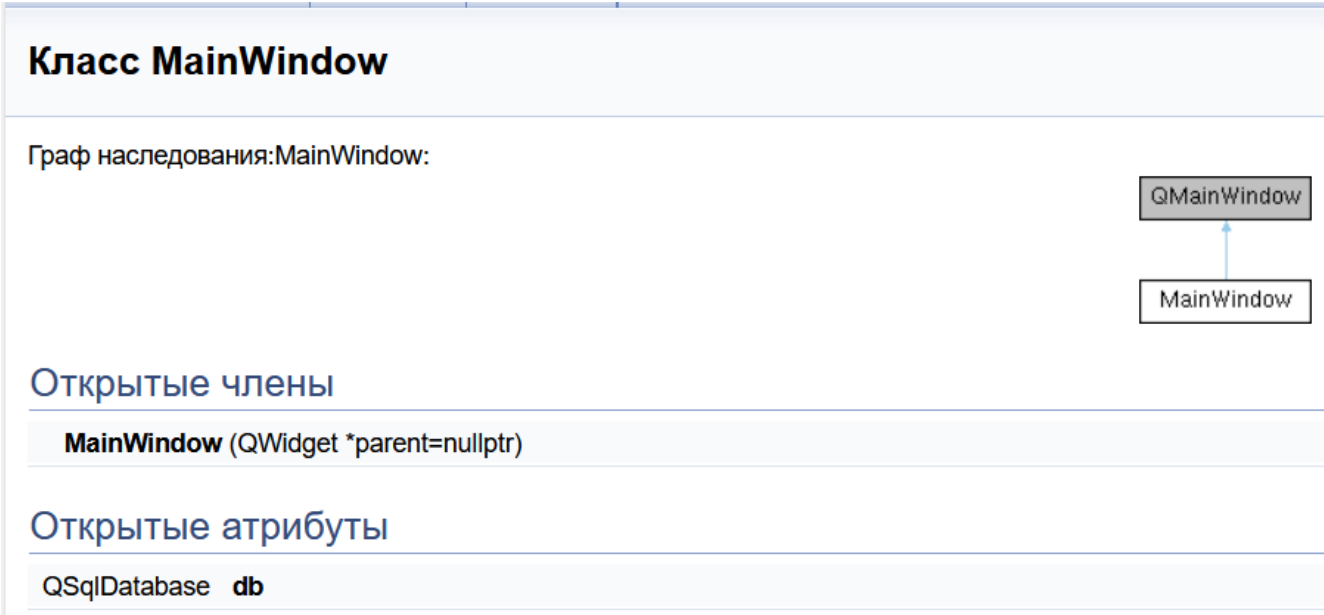 Класс MainWindow
Граф наследования:MainWindow:
QMainWindow
MainWindow
Открытые члены
MainWindow (QWidget *parent=nullptr)
Открытые атрибуты
QSqlDatabase db